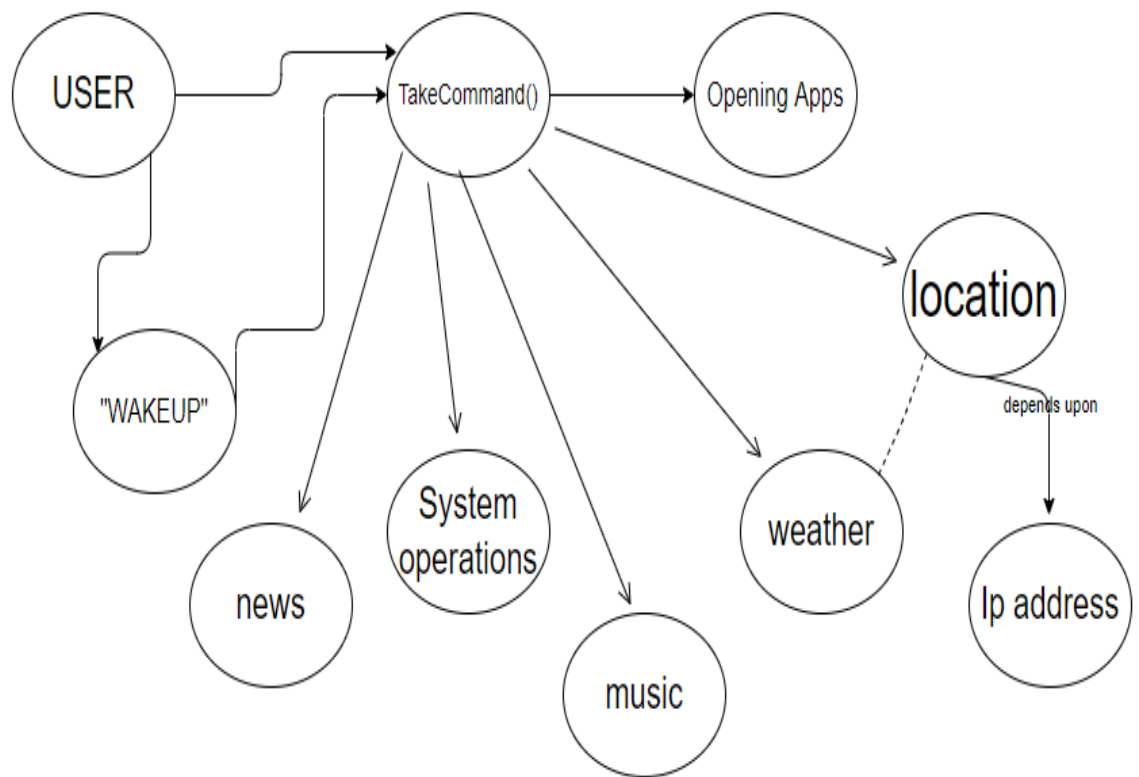 USER
TakeCommand()
Opening Apps
location
depends upon
"WAKEUP"
System
operations
weather
news
Ip address
music